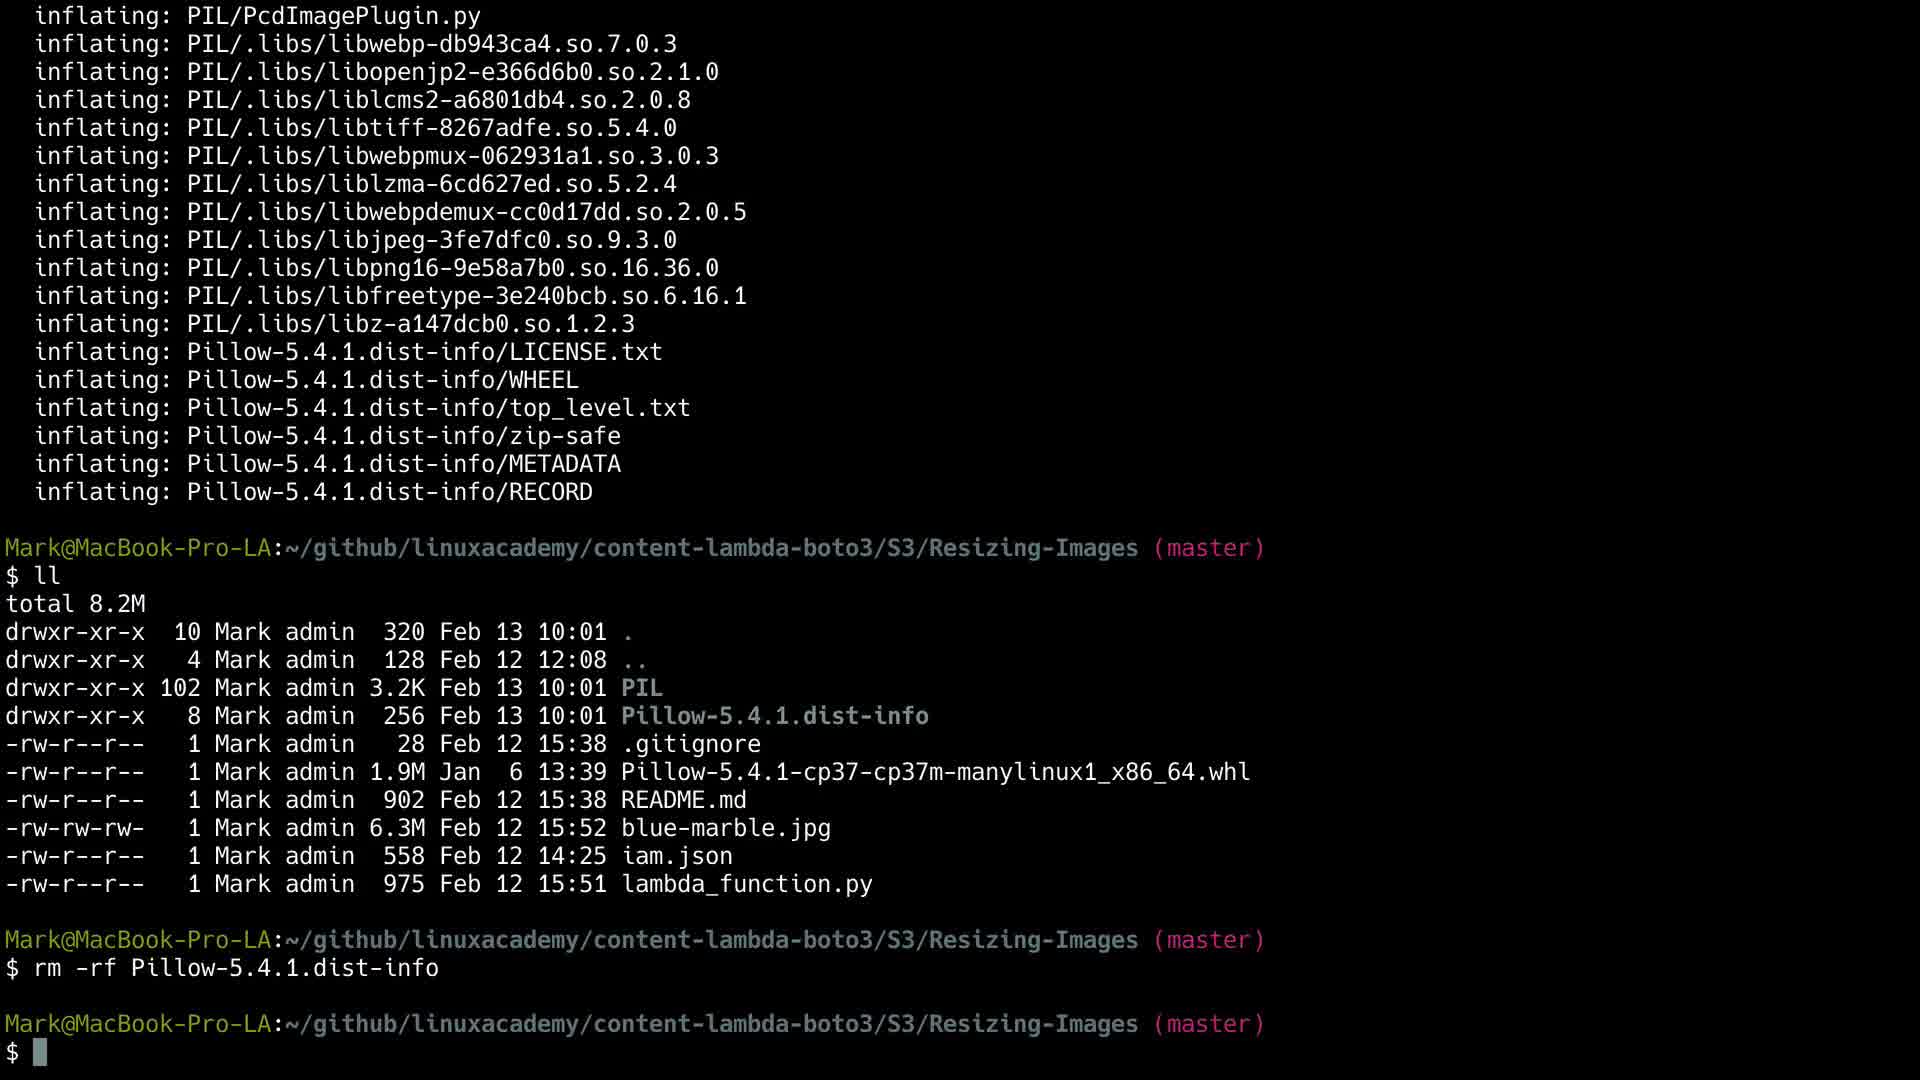 inflating: PIL/PcdImagePlugin.py
inflating: PIL/.libs/libwebp-db943ca4.so.7.0.3
inflating: PIL/.libs/libopenjp2-e366d6b0.so.2.1.0
inflating: PIL/.libs/liblcms2-a6801db4.so.2.0.8
inflating: PIL/.libs/libtiff-8267adfe.so.5.4.0
inflating: PIL/.libs/libwebpmux-062931a1.so.3.0.3
inflating: PIL/.libs/liblzma-6cd627ed.so.5.2.4
inflating: PIL/.libs/libwebpdemux-cc0d17dd.so.2.0.5
inflating: PIL/.libs/libjpeg-3fe7dfc0.so.9.3.0
inflating: PIL/.libs/libpng16-9e58a7b0.so.16.36.0
inflating: PIL/.libs/libfreetype-3e240bcb.so.6.16.1
inflating: PIL/.libs/libz-a147dcb0.so.1.2.3
inflating: Pillow-5.4.1.dist-info/LICENSE.txt
inflating: Pillow-5.4.1.dist-info/WHEEL
inflating: Pillow-5.4.1.dist-info/top_level.txt
inflating: Pillow-5.4.1.dist-info/zip-safe
inflating: Pillow-5.4.1.dist-info/METADATA
inflating: Pillow-5.4.1.dist-info/RECORD
Mark@MacBook-Pro-LA:~/github/linuxacademy/content-lambda-boto3/S3/Resizing-Images (master)
$ ll
total 8.2M
drwxr-xr-x  10 Mark admin  320 Feb 13 10:01 .
drwxr-xr-x   4 Mark admin  128 Feb 12 12:08 ..
drwxr-xr-x 102 Mark admin 3.2K Feb 13 10:01 PIL
drwxr-xr-x   8 Mark admin  256 Feb 13 10:01 Pillow-5.4.1.dist-info
-rw-r--r--   1 Mark admin   28 Feb 12 15:38 .gitignore
-rw-r--r--   1 Mark admin 1.9M Jan  6 13:39 Pillow-5.4.1-cp37-cp37m-manylinux1_x86_64.whl
-rw-r--r--   1 Mark admin  902 Feb 12 15:38 README.md
-rw-rw-rw-   1 Mark admin 6.3M Feb 12 15:52 blue-marble.jpg
-rw-r--r--   1 Mark admin  558 Feb 12 14:25 iam.json
-rw-r--r--   1 Mark admin  975 Feb 12 15:51 lambda_function.py
Mark@MacBook-Pro-LA:~/github/linuxacademy/content-lambda-boto3/S3/Resizing-Images (master)
$ rm -rf Pillow-5.4.1.dist-info
Mark@MacBook-Pro-LA:~/github/linuxacademy/content-lambda-boto3/S3/Resizing-Images (master)
$